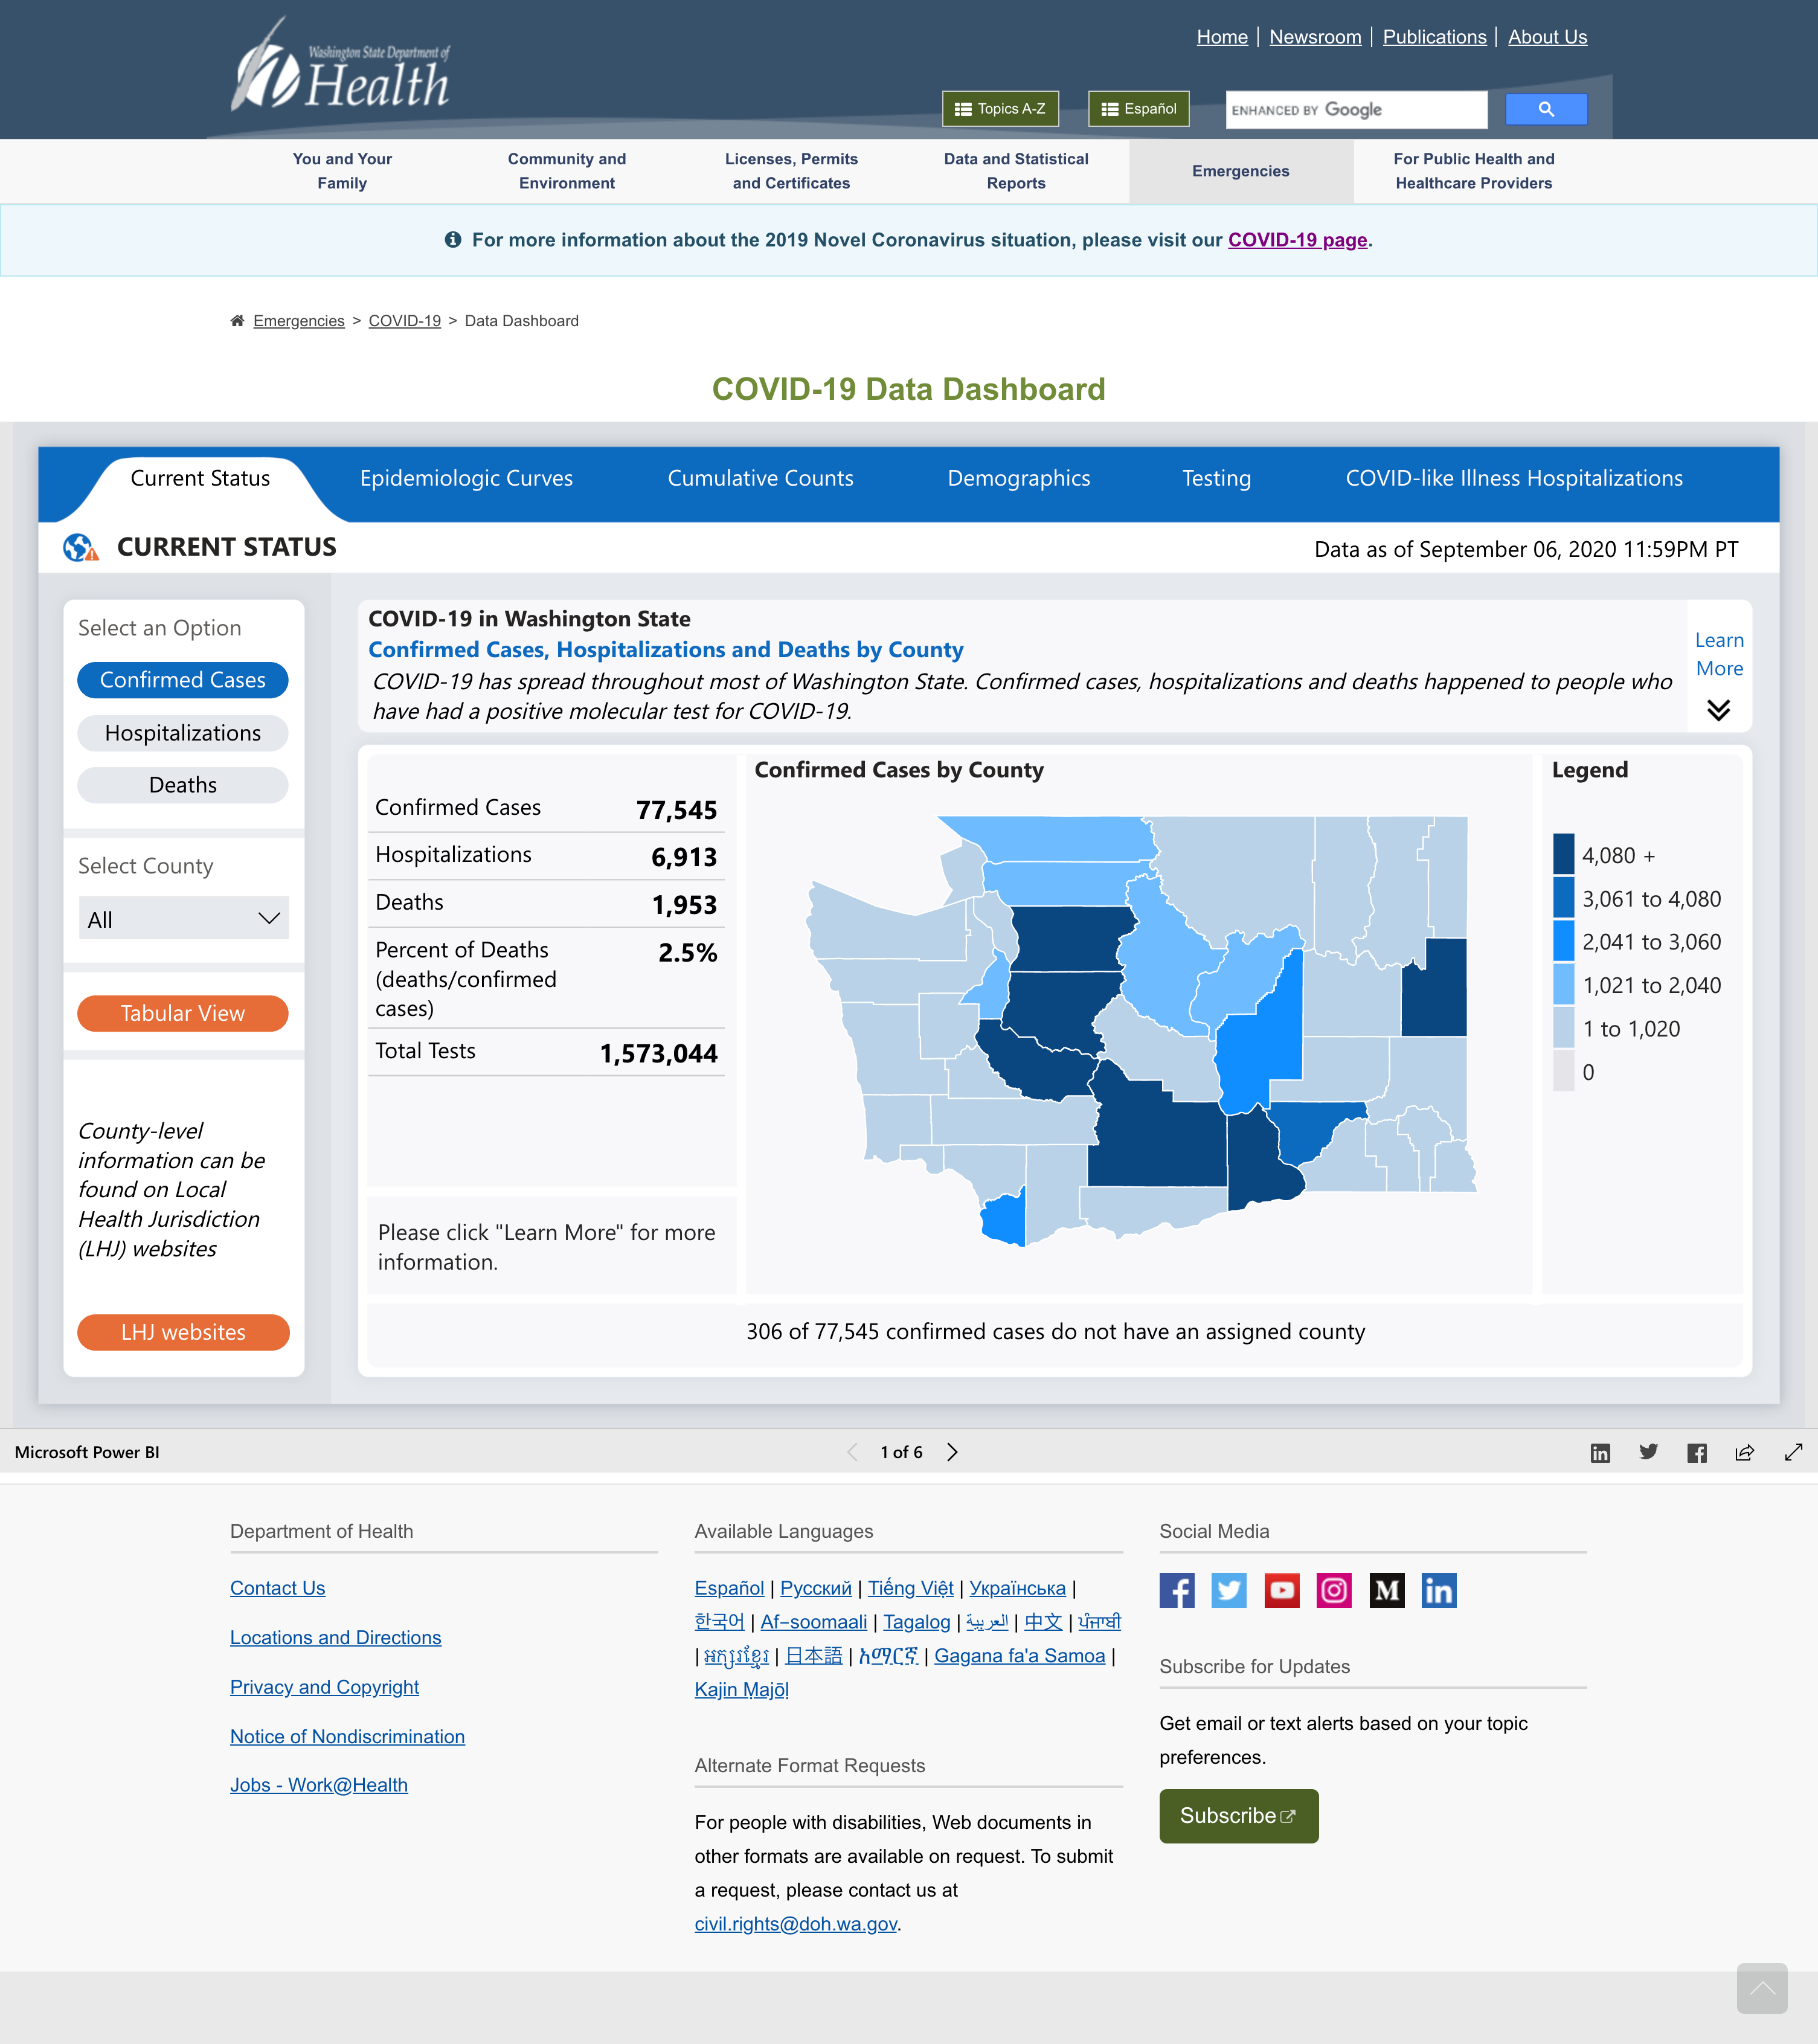 Washington State Department of
Health
Home | Newsroom | Publications | About Us
Topics A-Z
Español
ENHANCED BY Google
You and Your
Family
Community and
Environment
Licenses, Permits
and Certificates
Data and Statistical
Reports
Emergencies
For Public Health and
Healthcare Providers
For more information about the 2019 Novel Coronavirus situation, please visit our COVID-19 page.
Emergencies > COVID-19 > Data Dashboard
COVID-19 Data Dashboard
Current Status
Epidemiologic Curves
Cumulative Counts
Demographics
Testing
COVID-like Illness Hospitalizations
CURRENT STATUS
Data as of September 06, 2020 11:59PM PT
Select an Option
Confirmed Cases
Hospitalizations
Deaths
Select County
All
Tabular View
County-level
information can be
found on Local
Health Jurisdiction
(LHJ) websites
LHJ websites
COVID-19 in Washington State
Confirmed Cases, Hospitalizations and Deaths by County
COVID-19 has spread throughout most of Washington State. Confirmed cases, hospitalizations and deaths happened to people who
have had a positive molecular test for COVID-19.
Learn
More
Confirmed Cases 77,545
Hospitalizations 6,913
Deaths 1,953
Percent of Deaths 2.5%
(deaths/confirmed
cases)
Total Tests 1,573,044
Please click "Learn More" for more
information.
Confirmed Cases by County
Legend
4,080 +
3,061 to 4,080
2,041 to 3,060
1,021 to 2,040
1 to 1,020
0
306 of 77,545 confirmed cases do not have an assigned county
Microsoft Power BI
1 of 6
Department of Health
Contact Us
Locations and Directions
Privacy and Copyright
Notice of Nondiscrimination
Jobs - Work@Health
Available Languages
Español | Русский | Tiếng Việt | Українська |
한국어 | Af-soomaali | Tagalog | العربية | 中文 | ਪੰਜਾਬੀ
| អក្សរខ្មែរ | 日本語 | አማርኛ | Gagana fa'a Samoa |
Kajin Ṃajōḷ
Alternate Format Requests
For people with disabilities, Web documents in
other formats are available on request. To submit
a request, please contact us at
civil.rights@doh.wa.gov.
Social Media
Subscribe for Updates
Get email or text alerts based on your topic
preferences.
Subscribe